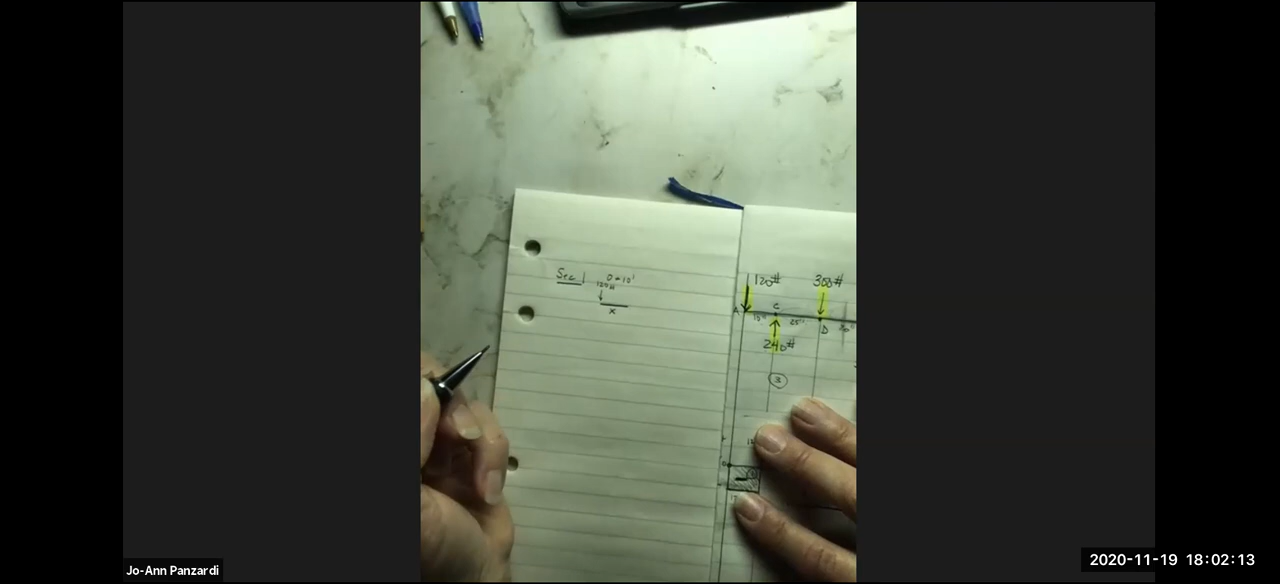 Sec 1 0→10'
120#
x
120# 300#
A C
10" 25" D
240#
3
Jo-Ann Panzardi
2020-11-19 18:02:13